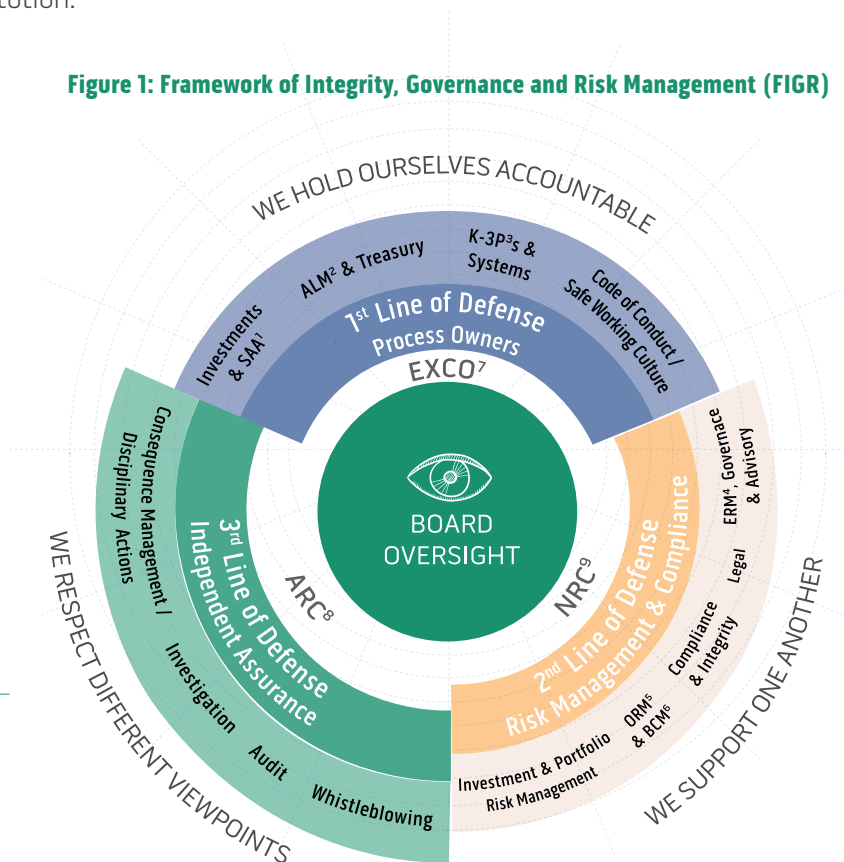 Figure 1: Framework of Integrity, Governance and Risk Management (FIGR)
WE HOLD OURSELVES ACCOUNTABLE
Investments
& SAA¹
ALM² & Treasury
K-3P³s &
Systems
Code of Conduct /
Safe Working Culture
1st Line of Defense
Process Owners
EXCO⁷
BOARD
OVERSIGHT
ARC⁸
NRC⁹
2nd Line of Defense
Risk Management & Compliance
ERM⁴, Governace
& Advisory
Legal
Compliance
& Integrity
ORM⁵
& BCM⁶
Investment & Portfolio
Risk Management
WE SUPPORT ONE ANOTHER
3rd Line of Defense
Independent Assurance
Consequence Management /
Disciplinary Actions
Investigation
Audit
Whistleblowing
WE RESPECT DIFFERENT VIEWPOINTS